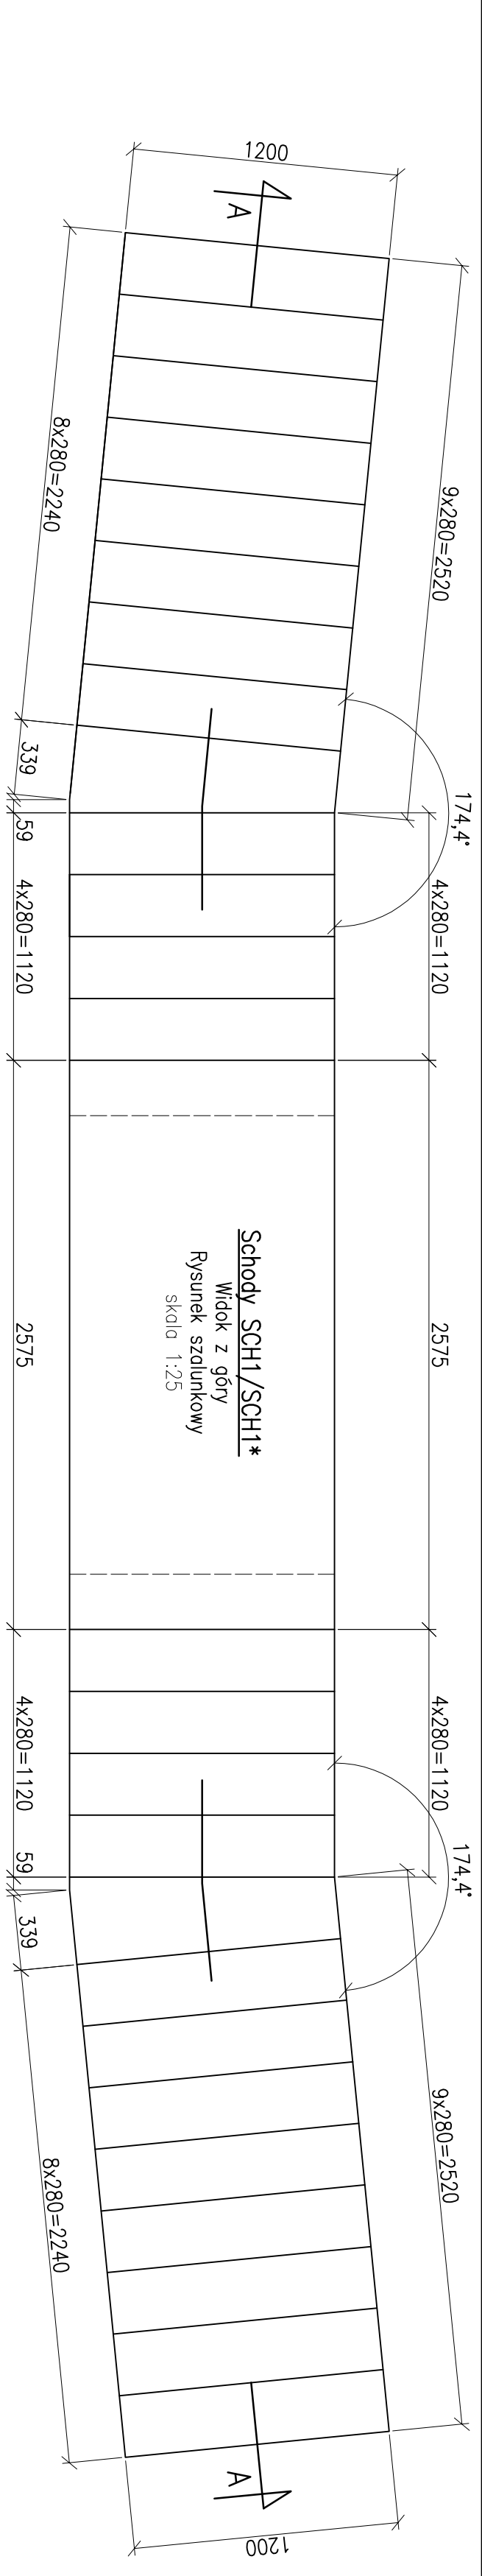 1200
A
9x280=2520
8x280=2240
174,4°
339
59
4x280=1120
4x280=1120
2575
2575
Schody SCH1/SCH1*
Widok z góry
Rysunek szalunkowy
skala 1:25
4x280=1120
4x280=1120
174,4°
59
339
9x280=2520
8x280=2240
A
1200